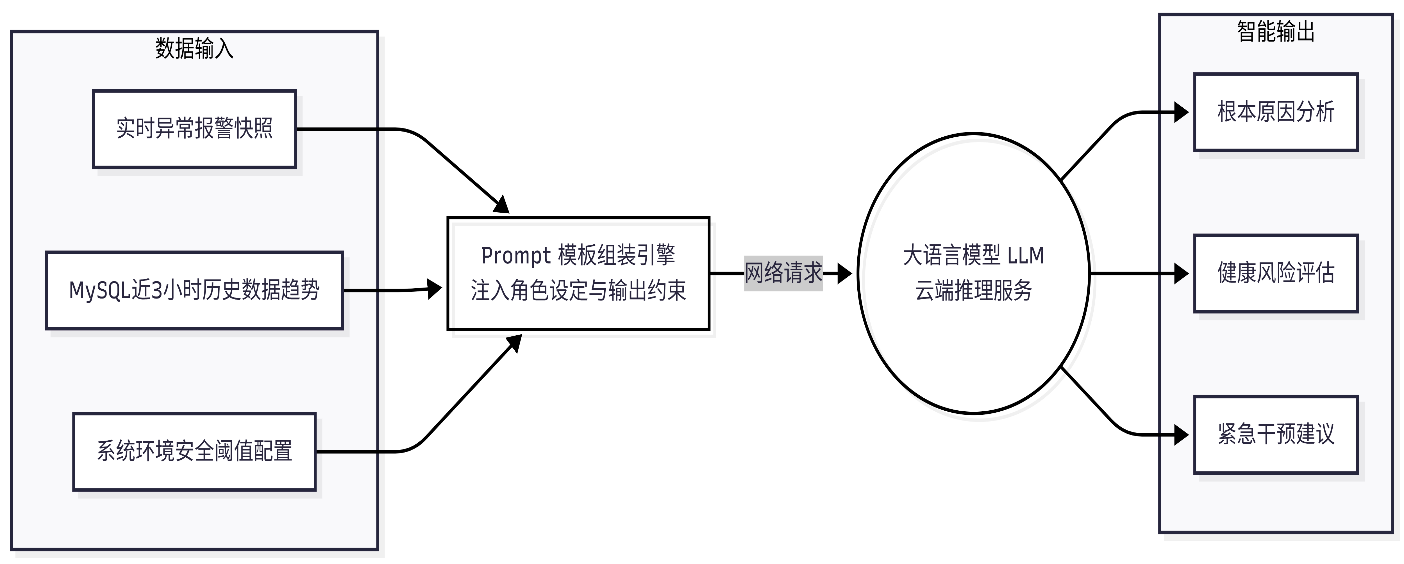 数据输入
实时异常报警快照
MySQL近3小时历史数据趋势
系统环境安全阈值配置
Prompt 模板组装引擎
注入角色设定与输出约束
网络请求
大语言模型 LLM
云端推理服务
智能输出
根本原因分析
健康风险评估
紧急干预建议